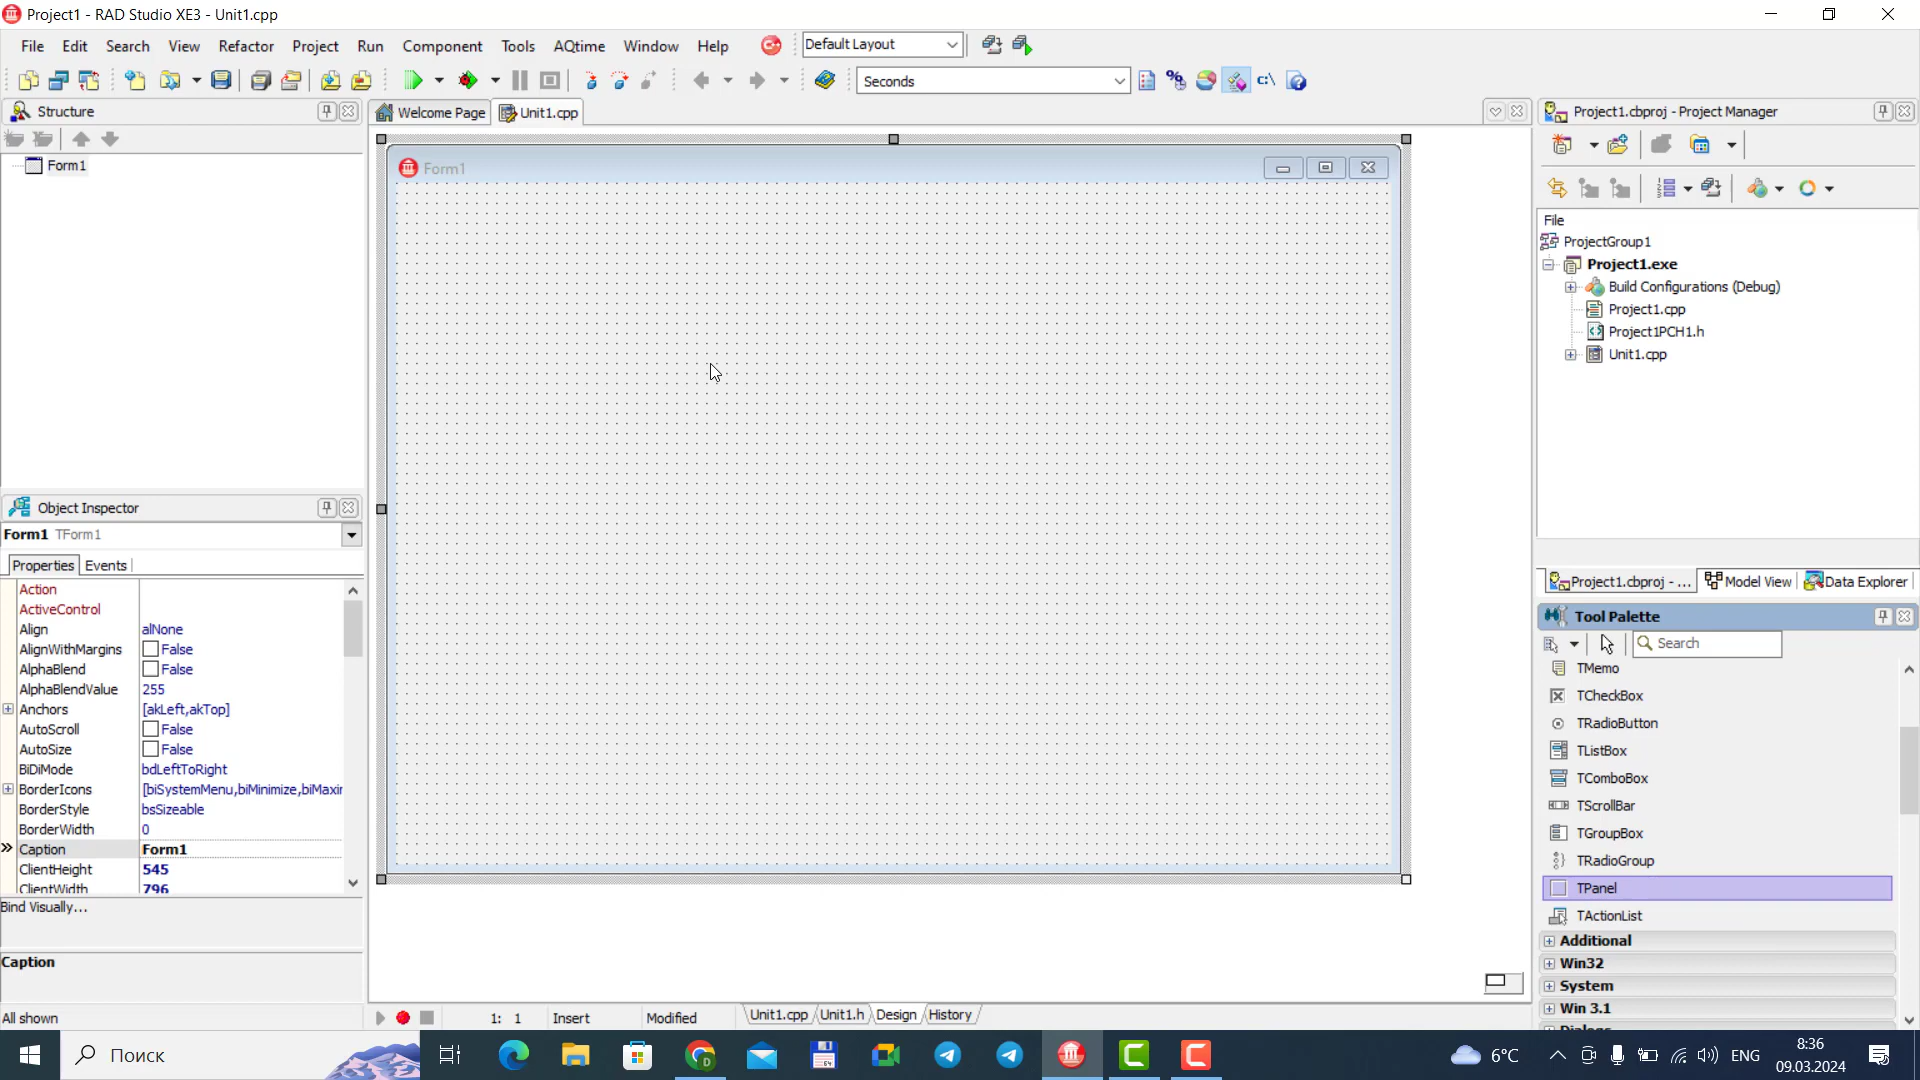 Project1 - RAD Studio XE3 - Unit1.cpp
File Edit Search View Refactor Project Run Component Tools AQtime Window Help Default Layout
Seconds C:\
Structure
Form1
Welcome Page Unit1.cpp
Form1
Project1.cbproj - Project Manager
File
ProjectGroup1
Project1.exe
Build Configurations (Debug)
Project1.cpp
Project1PCH1.h
Unit1.cpp
Object Inspector
Form1 TForm1
Properties Events
Action
ActiveControl
Align alNone
AlignWithMargins False
AlphaBlend False
AlphaBlendValue 255
Anchors [akLeft,akTop]
AutoScroll False
AutoSize False
BiDiMode bdLeftToRight
BorderIcons [biSystemMenu,biMinimize,biMaxin
BorderStyle bsSizeable
BorderWidth 0
Caption Form1
ClientHeight 545
ClientWidth 796
Bind Visually...
Caption
All shown
Project1.cbproj - ... Model View Data Explorer
Tool Palette
Search
TMemo
TCheckBox
TRadioButton
TListBox
TComboBox
TScrollBar
TGroupBox
TRadioGroup
TPanel
TActionList
Additional
Win32
System
Win 3.1
Dialogs
1: 1 Insert Modified Unit1.cpp Unit1.h Design History
Поиск
6°C ENG
8:36
09.03.2024